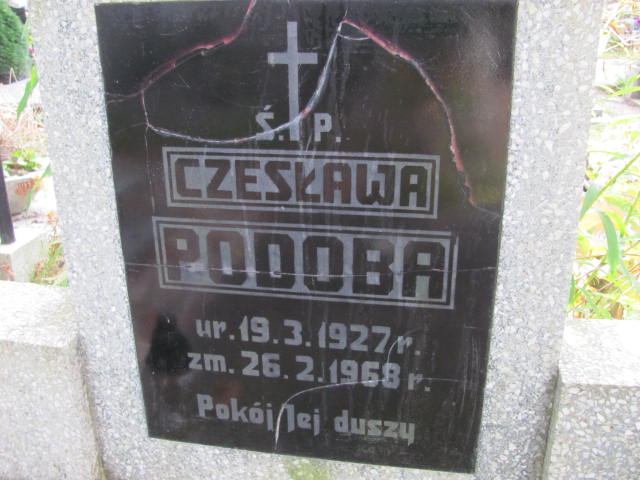 Ś. P.
CZESŁAWA
PODOBA
ur. 19.3.1927 r.
zm. 26.2.1968 r.
Pokój Jej duszy